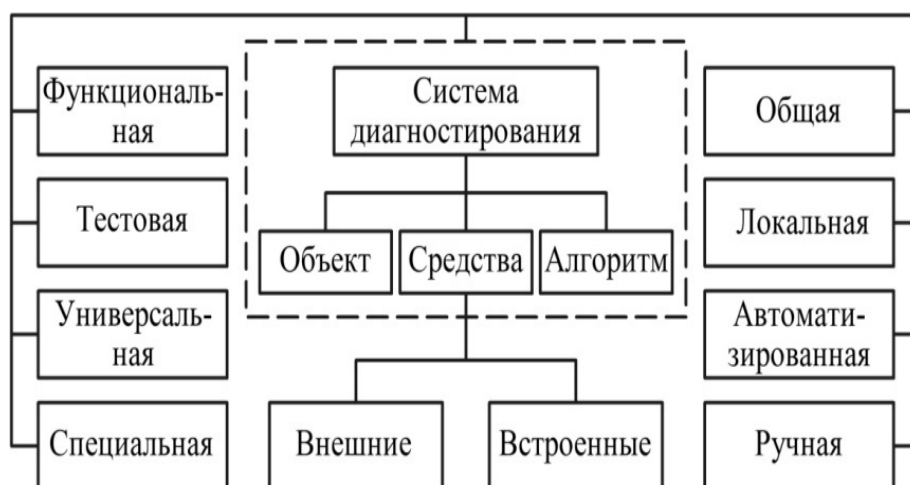 Функциональ-
ная
Система
диагностирования
Общая
Тестовая
Локальная
Объект
Средства
Алгоритм
Универсаль-
ная
Автомати-
зированная
Специальная
Внешние
Встроенные
Ручная